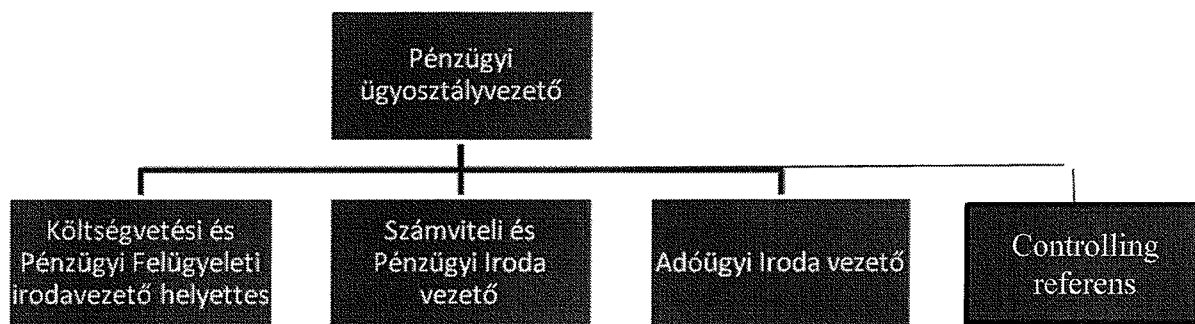 Pénzügyi
ügyosztályvezető
Költségvetési és
Pénzügyi Felügyeleti
irodavezető helyettes
Számviteli és
Pénzügyi Iroda
vezető
Adóügyi Iroda vezető
Controlling
referens